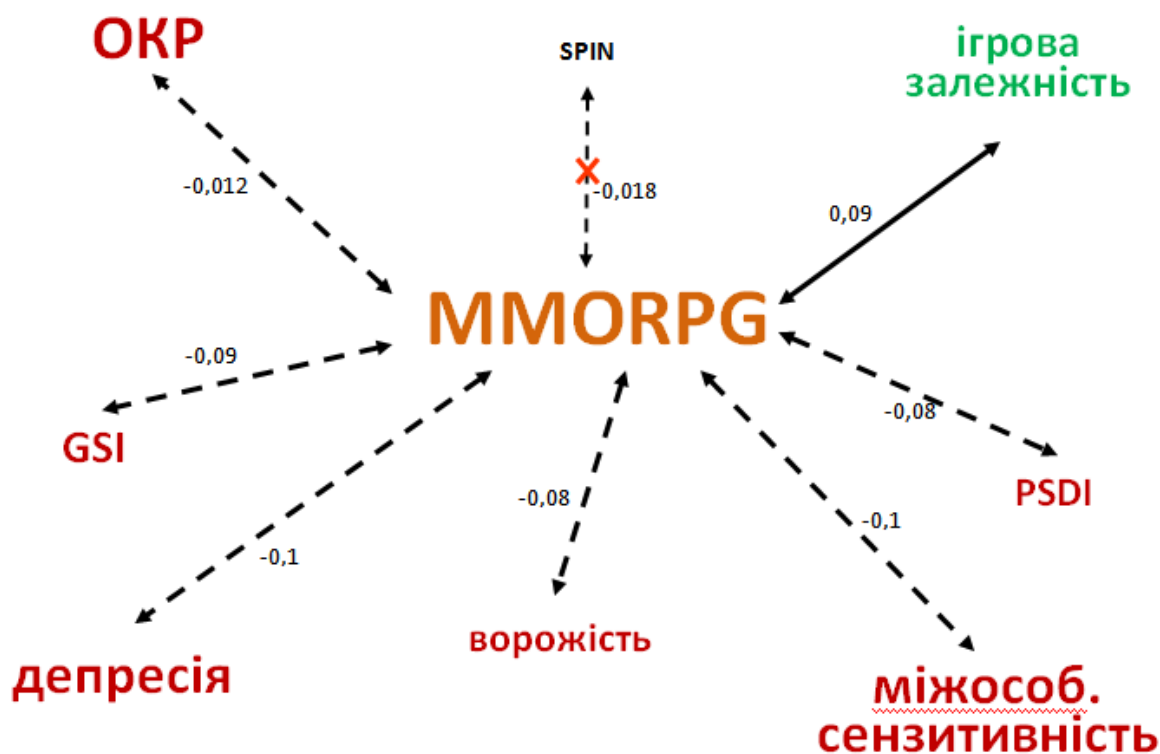 ОКР
SPIN
ігрова
залежність
-0,012
-0,018
0,09
MMORPG
-0,09
-0,08
GSI
PSDI
-0,08
-0,1
-0,1
ворожість
депресія
міжособ.
сензитивність